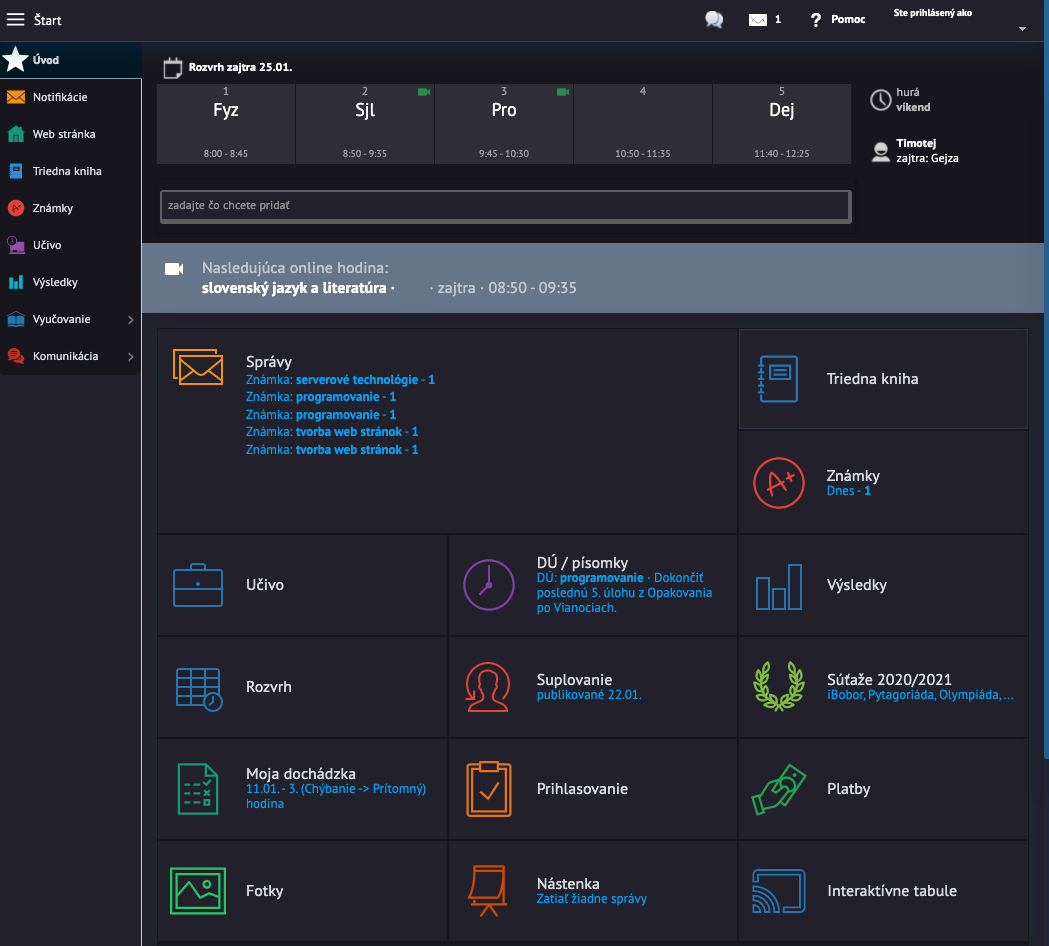 Štart
1
Pomoc
Ste prihlásený ako
Úvod
Notifikácie
Web stránka
Triedna kniha
Známky
Učivo
Výsledky
Vyučovanie
Komunikácia
Rozvrh zajtra 25.01.
1
Fyz
8:00 - 8:45
2
Sjl
8:50 - 9:35
3
Pro
9:45 - 10:30
4
10:50 - 11:35
5
Dej
11:40 - 12:25
hurá
víkend
Timotej
zajtra: Gejza
zadajte čo chcete pridať
Nasledujúca online hodina:
slovenský jazyk a literatúra · · zajtra · 08:50 - 09:35
Správy
Známka: serverové technológie - 1
Známka: programovanie - 1
Známka: programovanie - 1
Známka: tvorba web stránok - 1
Známka: tvorba web stránok - 1
Triedna kniha
Známky
Dnes - 1
Učivo
DÚ / písomky
DÚ: programovanie · Dokončiť
poslednú 5. úlohu z Opakovania
po Vianociach.
Výsledky
Rozvrh
Suplovanie
publikované 22.01.
Súťaže 2020/2021
iBobor, Pytagoriáda, Olympiáda,...
Moja dochádzka
11.01. - 3. (Chýbanie -> Prítomný)
hodina
Prihlasovanie
Platby
Fotky
Nástenka
Zatiaľ žiadne správy
Interaktívne tabule